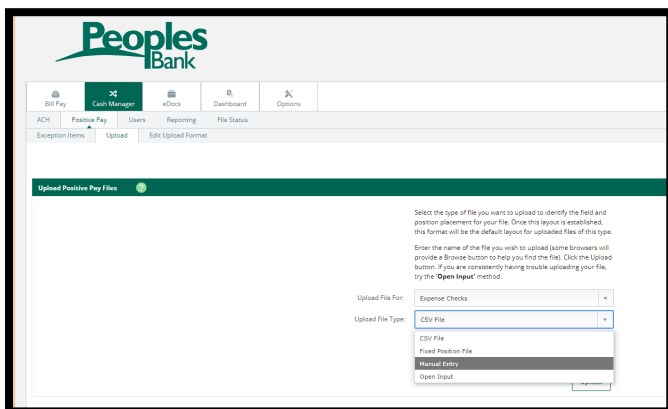 Peoples
Bank
Bill Pay Cash Manager eDocs Dashboard Options
ACH Positive Pay Users Reporting File Status
Exception Items Upload Edit Upload Format
Upload Positive Pay Files ?
Select the type of file you want to upload to identify the field and
position placement for your file. Once this layout is established,
this format will be the default layout for uploaded files of this type.
Enter the name of the file you wish to upload (some browsers will
provide a Browse button to help you find the file). Click the Upload
button. If you are consistently having trouble uploading your file,
try the 'Open Input' method.
Upload File For: Expense Checks
Upload File Type: CSV File
CSV File
Fixed Position File
Manual Entry
Open Input